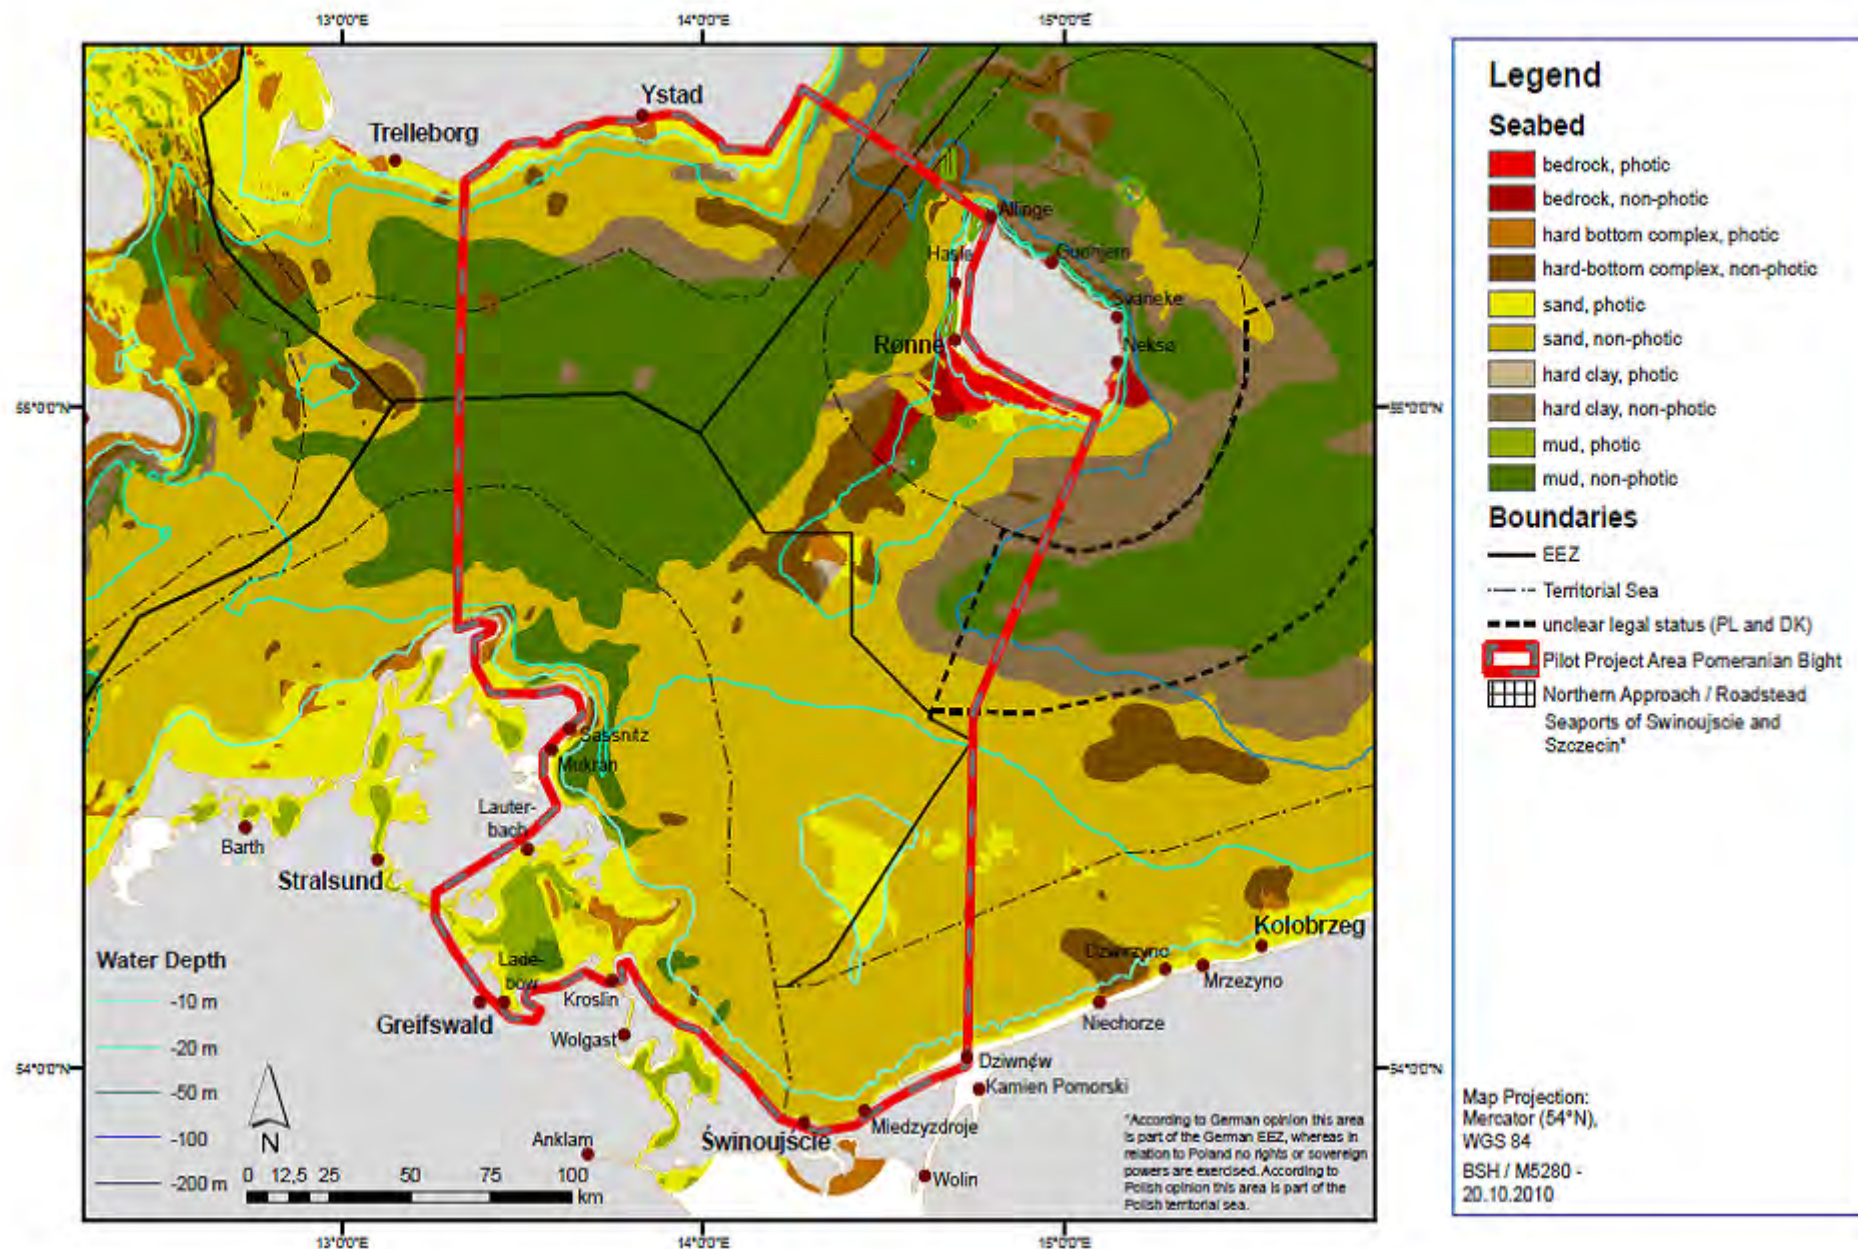 13°0'0"E
14°0'0"E
15°0'0"E
Ystad
Trelleborg
Allinge
Gudhjem
Hasle
Svaneke
Rønne
Neksø
55°0'0"N
55°0'0"N
Sassnitz
Mukran
Lauter-
bach
Barth
Stralsund
Kolobrzeg
Dzwirzyno
Mrzezyno
Lade-
bow
Kroslin
Niechorze
Greifswald
Wolgast
Dziwnów
Kamien Pomorski
54°0'0"N
54°0'0"N
Miedzyzdroje
Świnoujście
Anklam
Wolin
Water Depth
-10 m
-20 m
-50 m
-100
-200 m
N
0 12,5 25 50 75 100
km
*According to German opinion this area
is part of the German EEZ, whereas in
relation to Poland no rights or sovereign
powers are exercised. According to
Polish opinion this area is part of the
Polish territorial sea.
13°0'0"E
14°0'0"E
15°0'0"E
Legend
Seabed
bedrock, photic
bedrock, non-photic
hard bottom complex, photic
hard-bottom complex, non-photic
sand, photic
sand, non-photic
hard clay, photic
hard clay, non-photic
mud, photic
mud, non-photic
Boundaries
EEZ
Territorial Sea
unclear legal status (PL and DK)
Pilot Project Area Pomeranian Bight
Northern Approach / Roadstead
Seaports of Swinoujscie and
Szczecin*
Map Projection:
Mercator (54°N),
WGS 84
BSH / M5280 -
20.10.2010